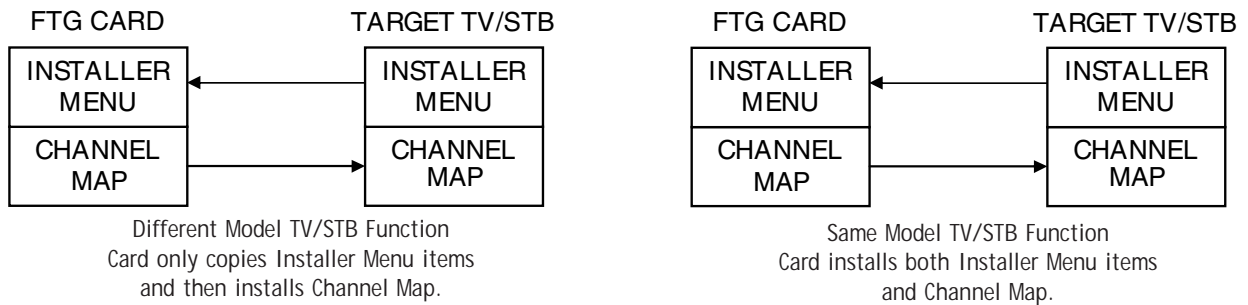 FTG CARD
TARGET TV/STB
INSTALLER
MENU
INSTALLER
MENU
CHANNEL
MAP
CHANNEL
MAP
Different Model TV/STB Function
Card only copies Installer Menu items
and then installs Channel Map.
FTG CARD
TARGET TV/STB
INSTALLER
MENU
INSTALLER
MENU
CHANNEL
MAP
CHANNEL
MAP
Same Model TV/STB Function
Card installs both Installer Menu items
and Channel Map.